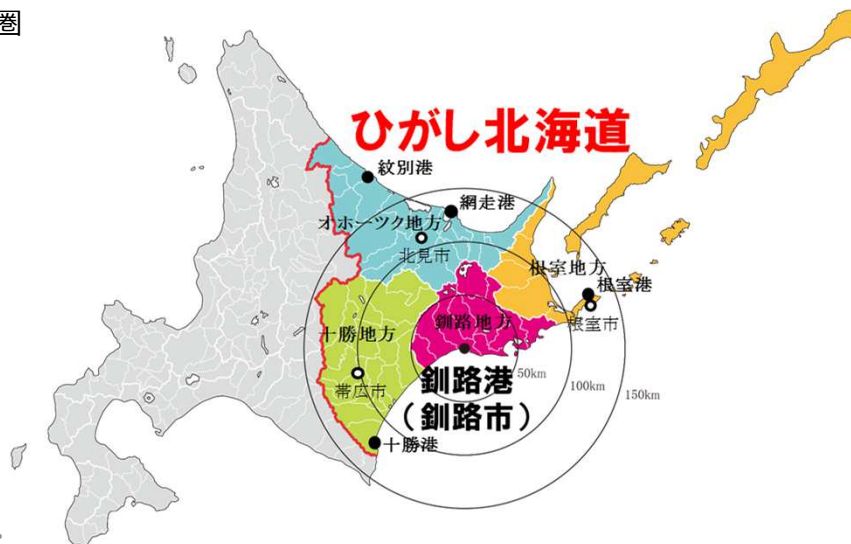 圏
ひがし北海道
紋別港
網走港
オホーツク地方
北見市
根室地方
根室港
根室市
十勝地方
釧路地方
帯広市
釧路港
（釧路市）
50km
100km
150km
十勝港